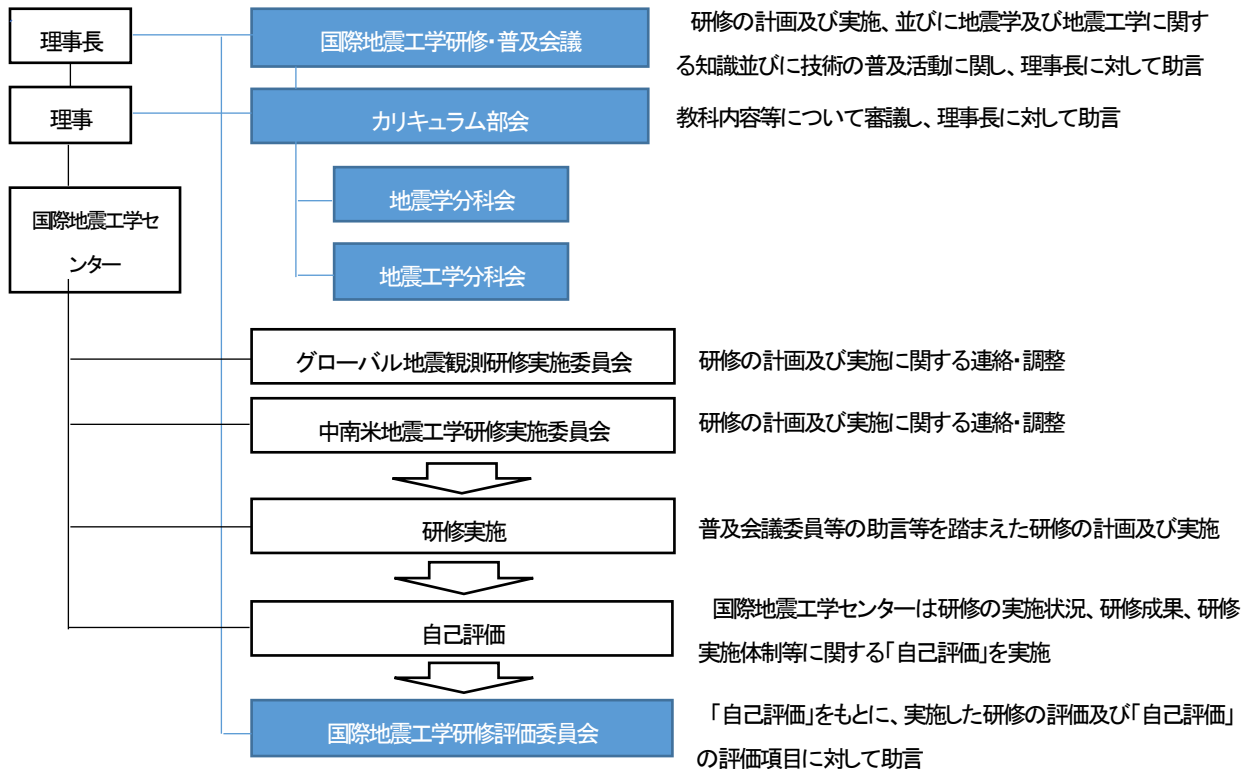 理事長
国際地震工学研修・普及会議
研修の計画及び実施、並びに地震学及び地震工学に関す
る知識並びに技術の普及活動に関し、理事長に対して助言
理事
カリキュラム部会
教科内容等について審議し、理事長に対して助言
国際地震工学セ
ンター
地震学分科会
地震工学分科会
グローバル地震観測研修実施委員会
研修の計画及び実施に関する連絡・調整
中南米地震工学研修実施委員会
研修の計画及び実施に関する連絡・調整
研修実施
普及会議委員等の助言等を踏まえた研修の計画及び実施
自己評価
国際地震工学センターは研修の実施状況、研修成果、研修
実施体制等に関する「自己評価」を実施
国際地震工学研修評価委員会
「自己評価」をもとに、実施した研修の評価及び「自己評価」
の評価項目に対して助言